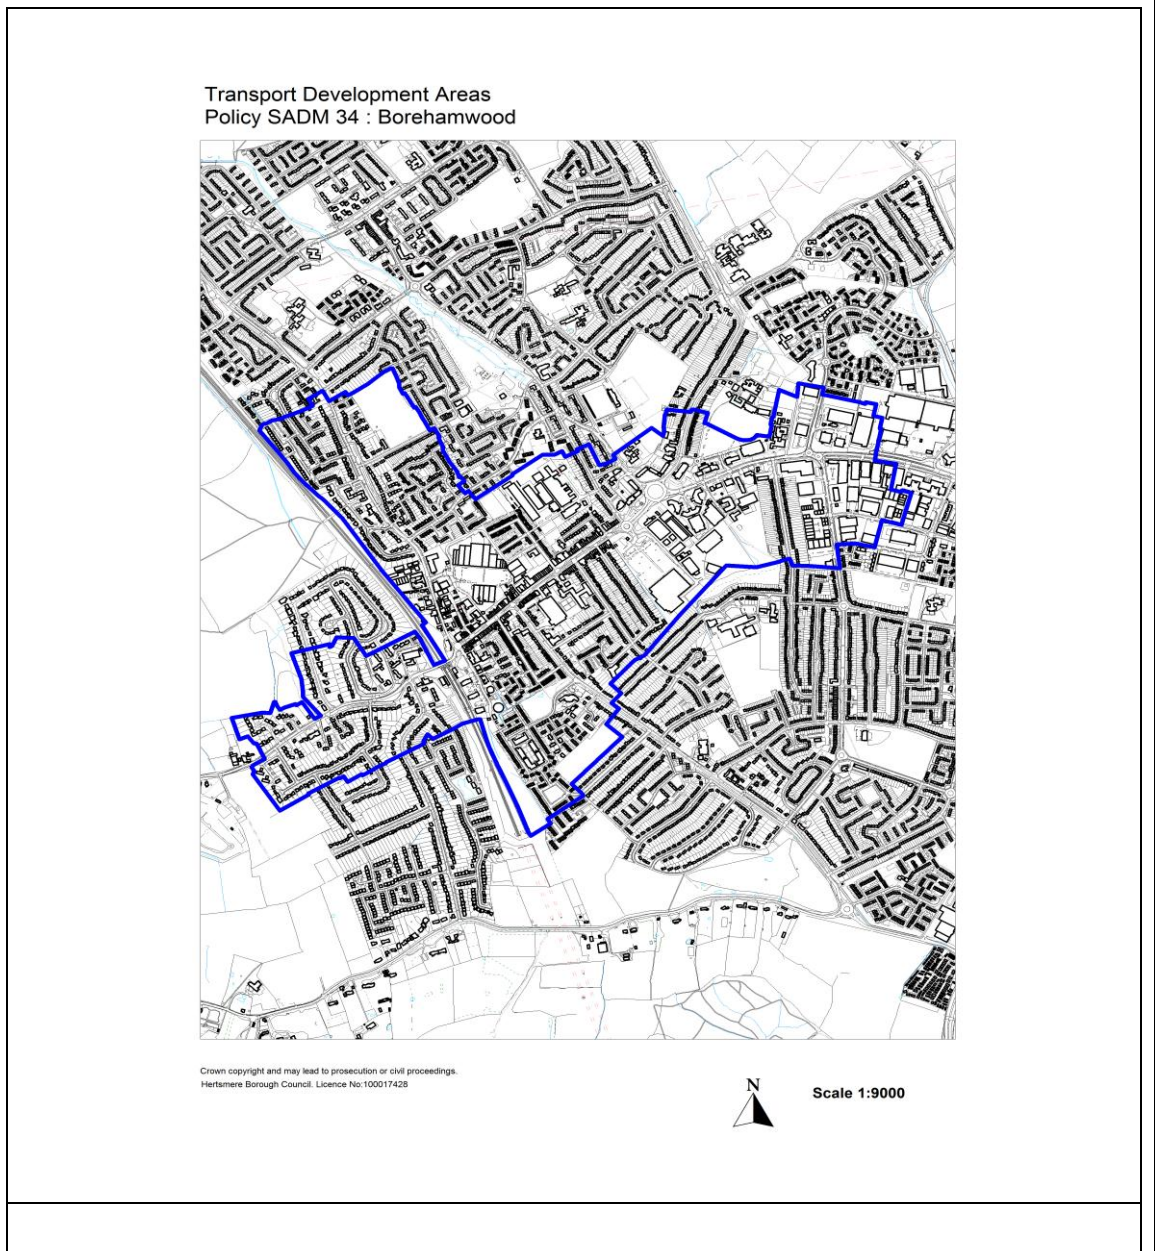 Transport Development Areas
Policy SADM 34 : Borehamwood
Crown copyright and may lead to prosecution or civil proceedings.
Hertsmere Borough Council. Licence No:100017428
N
Scale 1:9000